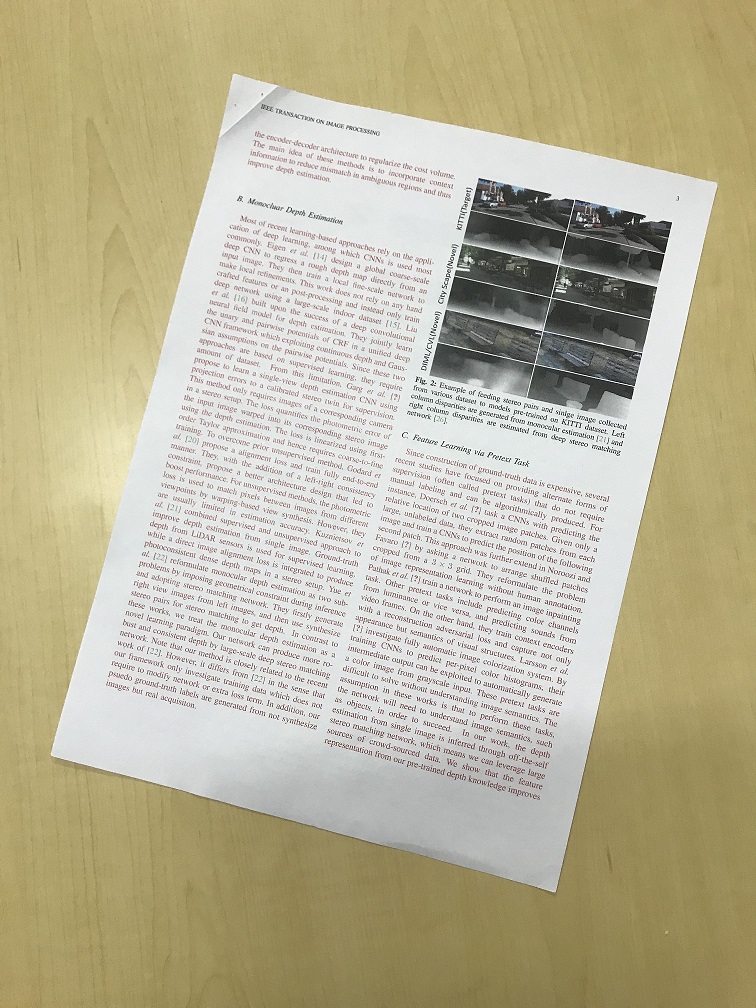 IEEE TRANSACTION ON IMAGE PROCESSING
3
the encoder-decoder architecture to regularize the cost volume.
The main idea of these methods is to incorporate context
information to reduce mismatch in ambiguous regions and thus
improve depth estimation.
B. Monocluar Depth Estimation
Most of recent learning-based approaches rely on the appli-
cation of deep learning, among which CNNs is used most
commonly. Eigen et al. [14] design a global coarse-scale
deep CNN to regress a rough depth map directly from an
input image. They then train a local fine-scale network to
make local refinements. This work does not rely on any hand
crafted features or an post-processing and instead only train
deep network using a large-scale indoor dataset [15]. Liu
et al. [16] built upon the success of a deep convolutional
neural field model for depth estimation. They jointly learn
the unary and pairwise potentials of CRF in a unified deep
CNN framework which exploiting continuous depth and Gaus-
sian assumptions on the pairwise potentials. Since these two
approaches are based on supervised learning, they require
amount of dataset. From this limitation, Garg et al. [?]
propose to learn a single-view depth estimation CNN using
projection errors to a calibrated stereo twin for supervision.
This method only requires images of a corresponding camera
in a stereo setup. The loss quantifies the photometric error of
the input image warped into its corresponding stereo image
using the depth estimation. The loss is linearized using first-
order Taylor approximation and hence requires coarse-to-fine
training. To overcome prior unsupervised method, Godard et
al. [20] propose a alignment loss and train fully end-to-end
manner. They, with the addition of a left-right consistency
constraint, propose a better architecture design that led to
boost performance. For unsupervised methods, the photometric
loss is used to match pixels between images from different
viewpoints by warping-based view synthesis. However, they
are usually limited in estimation accuracy. Kuznietsov et
al. [21] combined supervised and unsupervised approach to
improve depth estimation from single image. Ground-truth
depth from LiDAR sensors is used for supervised learning,
while a direct image alignment loss is integrated to produce
photoconsistent dense depth maps in a stereo setup. Yue et
al. [22] reformulate monocular depth estimation as two sub-
problems by imposing geometrical constraint during inference
and adopting stereo matching network. They firstly generate
right view images from left images, and then use synthesize
stereo pairs for stereo matching to get depth. In contrast to
these works, we treat the monocular depth estimation as a
novel learning paradigm. Our network can produce more ro-
bust and consistent depth by large-scale deep stereo matching
network. Note that our method is closely related to the recent
work of [22]. However, it differs from [22] in the sense that
our framework only investigate training data which does not
require to modify network or extra loss term. In addition, our
psuedo ground-truth labels are generated from not synthesize
images but real acquisition.
KITTI(Target)
City Scape(Novel)
DIML/CVL(Novel)
Fig. 2: Example of feeding stereo pairs and sinlge image collected
from various dataset to models pre-trained on KITTI dataset. Left
column disparities are generated from monocular estimation [21] and
right column disparities are estimated from deep stereo matching
network [26].
C. Feature Learning via Pretext Task
Since construction of ground-truth data is expensive, several
recent studies have focused on providing alternate forms of
supervision (often called pretext tasks) that do not require
manual labeling and can be algorithmically produced. For
instance, Doersch et al. [?] task a CNNs with predicting the
relative location of two cropped image patches. Given only a
large, unlabeled data, they extract random patches from each
image and train a CNNs to predict the position of the following
second patch. This approach was further extend in Noroozi and
Favaro [?] by asking a network to arrange shuffled patches
cropped from a 3 × 3 grid. They reformulate the problem
of image representation learning without human annotation.
Pathak et al. [?] train a network to perform an image inpainting
task. Other pretext tasks include predicting color channels
from luminance or vice versa, and predicting sounds from
video frames. On the other hand, they train context encoders
with a reconstruction adversarial loss and capture not only
appearance but semantics of visual structures. Larsson et al.
[?] investigate fully automatic image colorization system. By
training CNNs to predict per-pixel color histograms, their
intermediate output can be exploited to automatically generate
a color image from grayscale input. These pretext tasks are
difficult to solve without understanding image semantics. The
assumption in these works is that to perform these tasks,
the network will need to understand image semantics, such
as objects, in order to succeed. In our work, the depth
estimation from single image is inferred through off-the-self
stereo matching network, which means we can leverage large
sources of crowd-sourced data. We show that the feature
representation from our pre-trained depth knowledge improves